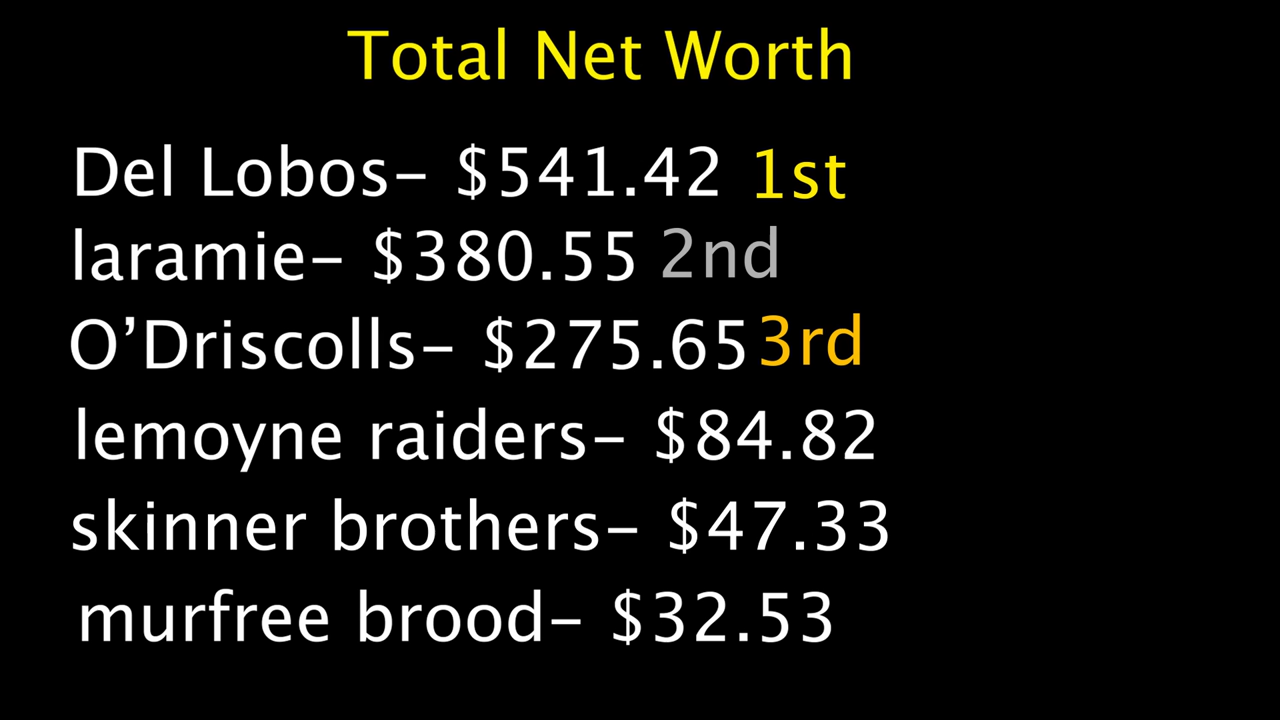 Total Net Worth
Del Lobos- $541.42 1st
laramie- $380.55 2nd
O’Driscolls- $275.65 3rd
lemoyne raiders- $84.82
skinner brothers- $47.33
murfree brood- $32.53